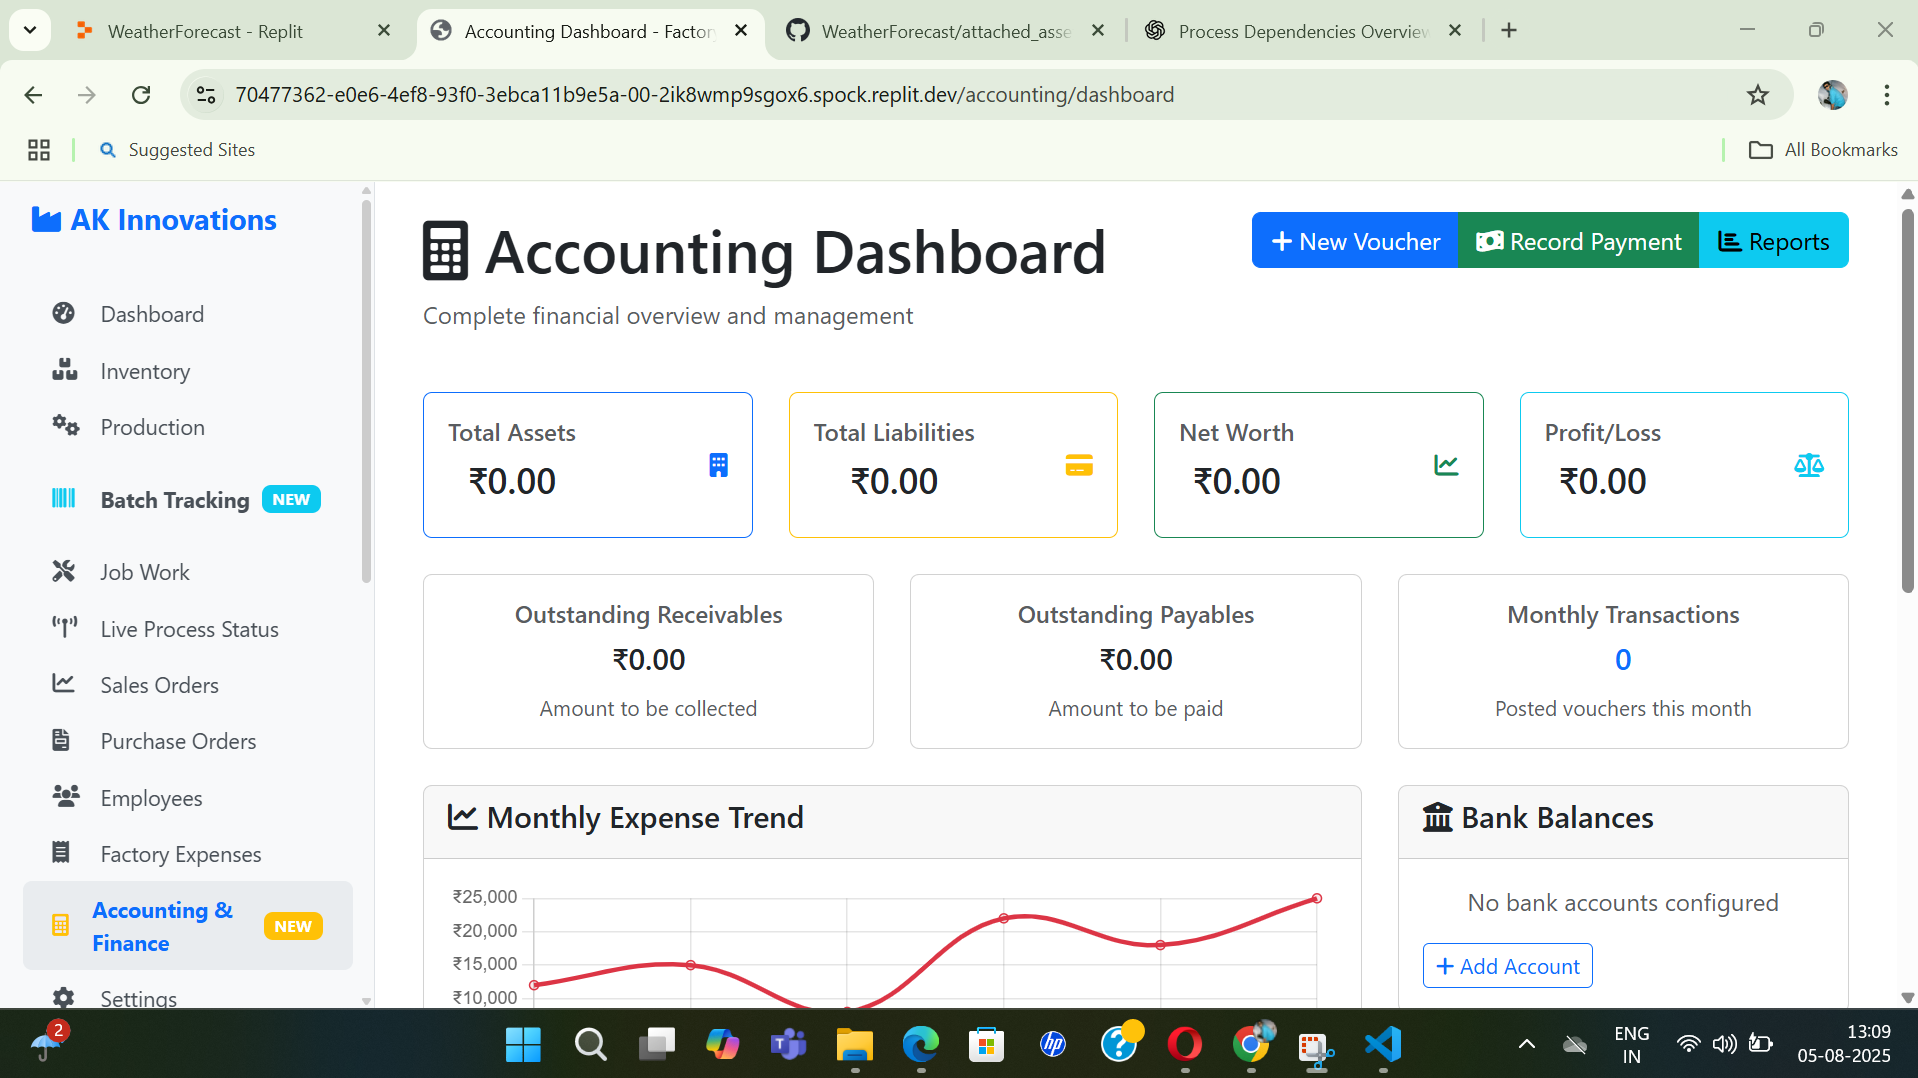 WeatherForecast - Replit
Accounting Dashboard - Factor
WeatherForecast/attached_asse
Process Dependencies Overview
70477362-e0e6-4ef8-93f0-3ebca11b9e5a-00-2ik8wmp9sgox6.spock.replit.dev/accounting/dashboard
Suggested Sites
All Bookmarks
AK Innovations
Dashboard
Inventory
Production
Batch Tracking NEW
Job Work
Live Process Status
Sales Orders
Purchase Orders
Employees
Factory Expenses
Accounting &
Finance
NEW
Settings
Accounting Dashboard
Complete financial overview and management
New Voucher
Record Payment
Reports
Total Assets
₹0.00
Total Liabilities
₹0.00
Net Worth
₹0.00
Profit/Loss
₹0.00
Outstanding Receivables
₹0.00
Amount to be collected
Outstanding Payables
₹0.00
Amount to be paid
Monthly Transactions
0
Posted vouchers this month
Monthly Expense Trend
₹25,000
₹20,000
₹15,000
₹10,000
Bank Balances
No bank accounts configured
+ Add Account
2
hp
ENG
IN
13:09
05-08-2025